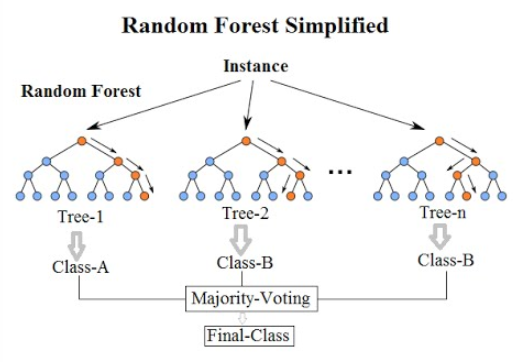 Random Forest Simplified
Instance
Random Forest
...
Tree-1
Tree-2
Tree-n
Class-A
Class-B
Class-B
Majority-Voting
Final-Class